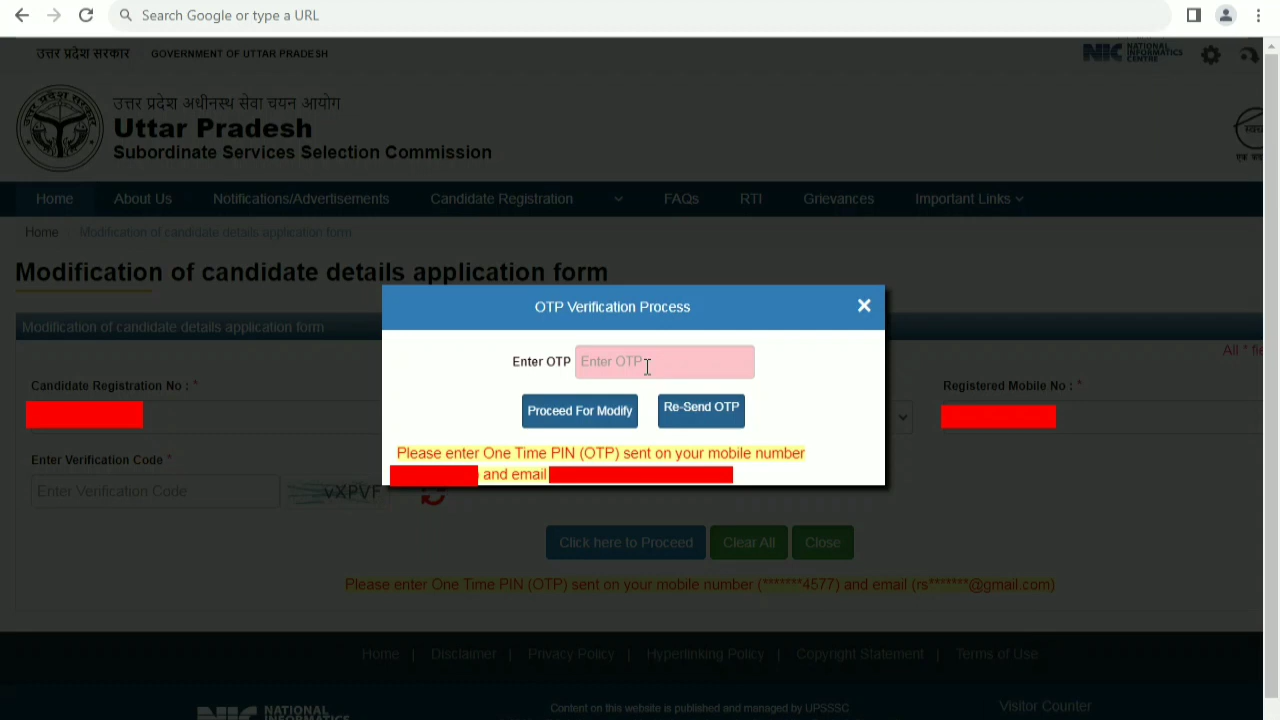 Search Google or type a URL
उत्तर प्रदेश सरकार GOVERNMENT OF UTTAR PRADESH
NIC NATIONAL INFORMATICS CENTRE
उत्तर प्रदेश अधीनस्थ सेवा चयन आयोग
Uttar Pradesh
Subordinate Services Selection Commission
Home About Us Notifications/Advertisements Candidate Registration FAQs RTI Grievances Important Links
Home Modification of candidate details application form
Modification of candidate details application form
OTP Verification Process
Modification of candidate details application form
All *
Enter OTP Enter OTP
Candidate Registration No : * Registered Mobile No : *
Proceed For Modify Re-Send OTP
Please enter One Time PIN (OTP) sent on your mobile number
and email
Enter Verification Code *
Enter Verification Code vXPVF
Click here to Proceed Clear All Close
Please enter One Time PIN (OTP) sent on your mobile number (*******4577) and email (rs*******@gmail.com)
Home | Disclaimer | Privacy Policy | Hyperlinking Policy | Copyright Statement | Terms of Use
NIC NATIONAL
Content on this website is published and managed by UPSSSC
Visitor Counter